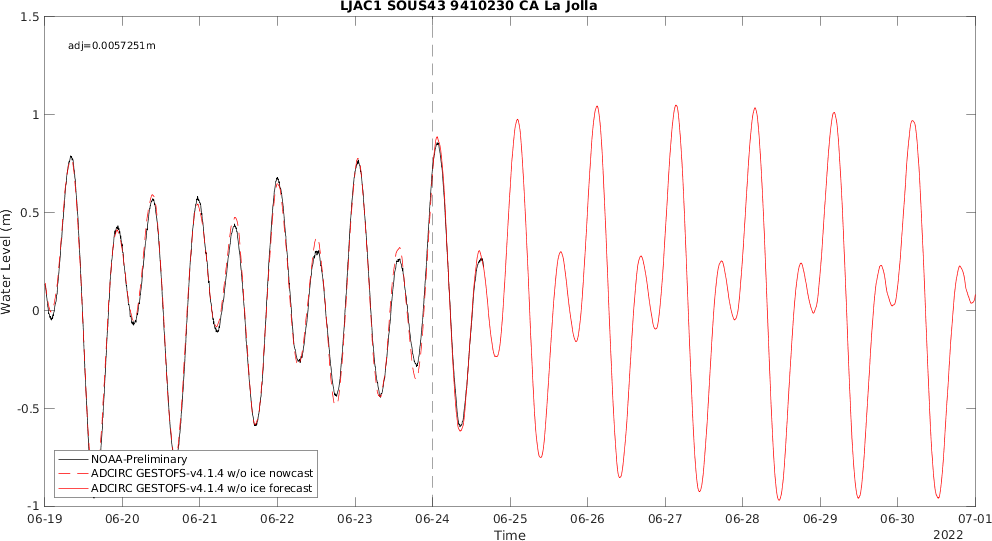 LJAC1 SOUS43 9410230 CA La Jolla
adj=0.0057251m
1.5
1
0.5
0
-0.5
-1
Water Level (m)
NOAA-Preliminary
ADCIRC GESTOFS-v4.1.4 w/o ice nowcast
ADCIRC GESTOFS-v4.1.4 w/o ice forecast
06-19 06-20 06-21 06-22 06-23 06-24 06-25 06-26 06-27 06-28 06-29 06-30 07-01
Time
2022